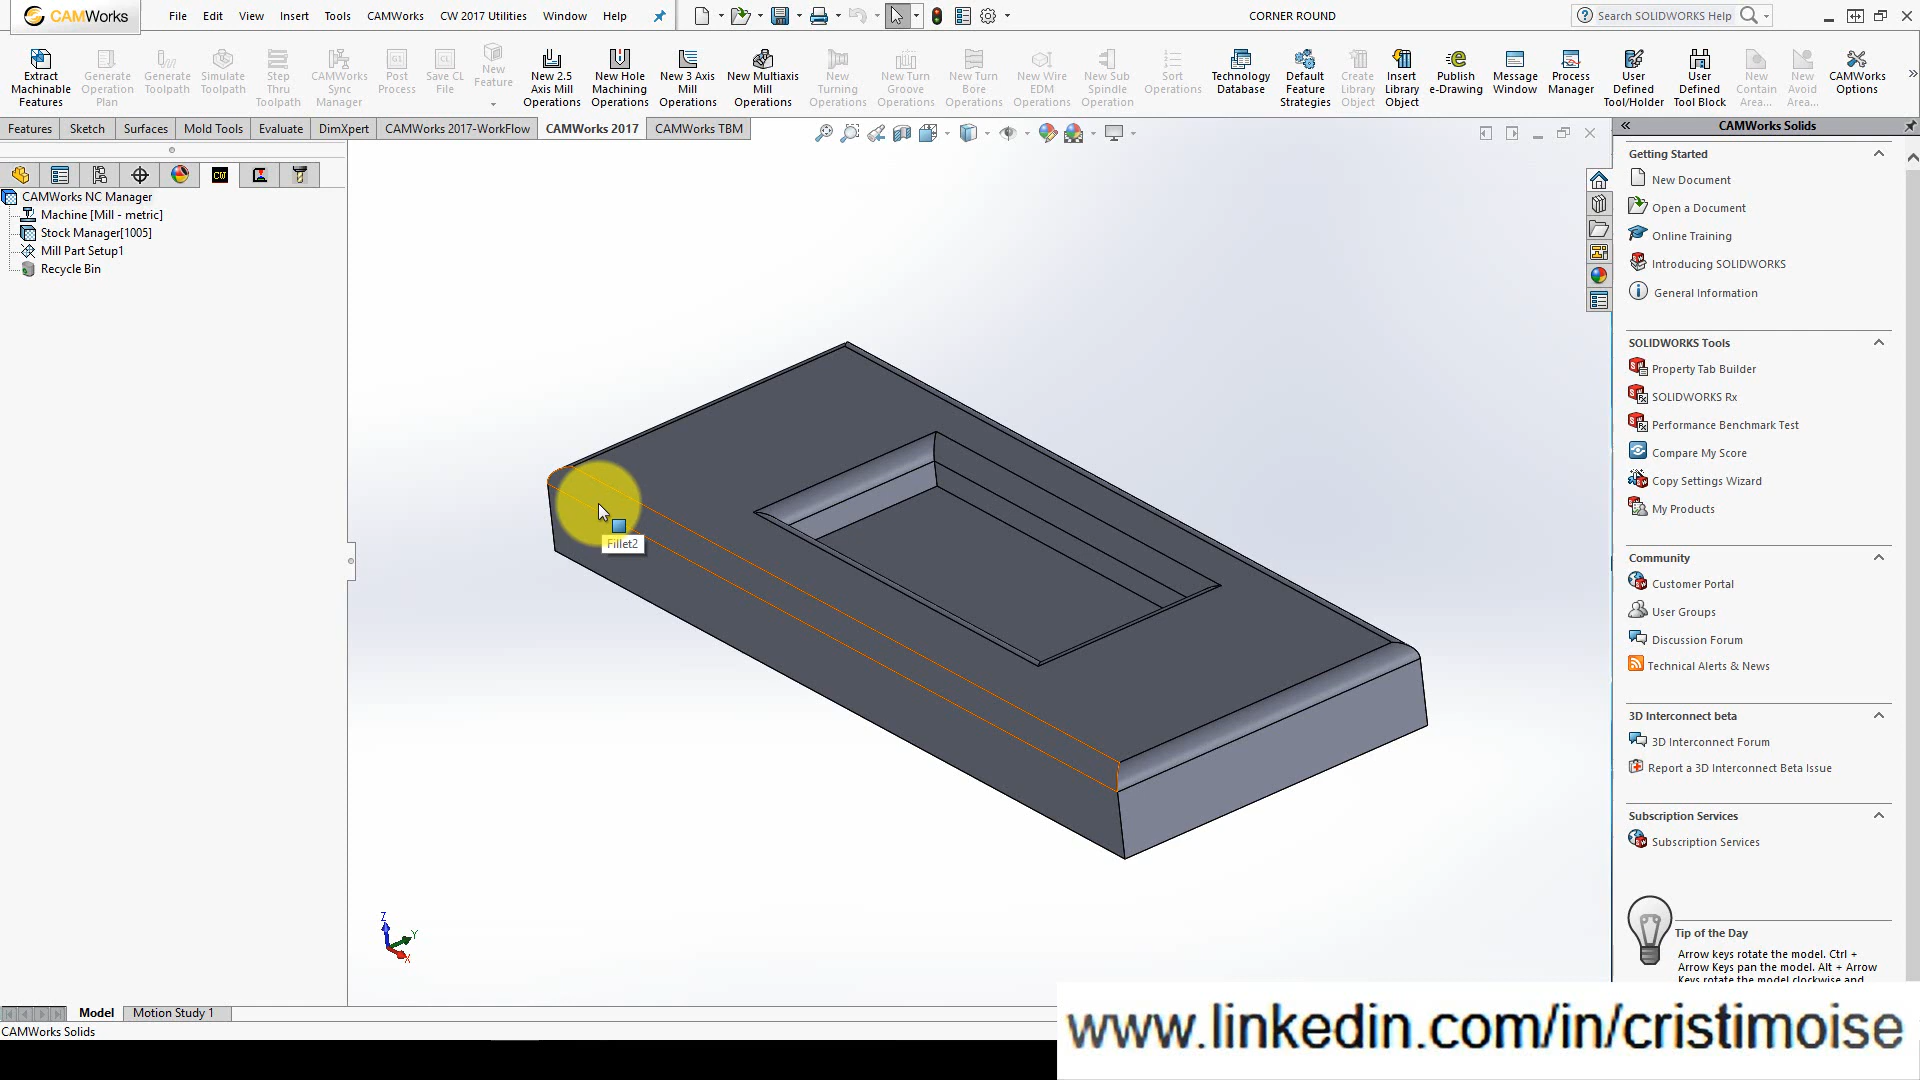 CAMWorks File Edit View Insert Tools CAMWorks CW 2017 Utilities Window Help CORNER ROUND Search SOLIDWORKS Help
Extract Generate Generate Simulate Step CAMWorks Post Save CL New New 2.5 New Hole New 3 Axis New Multiaxis New New Turn New Turn New Wire New Sub Sort Technology Default Create Insert Publish Message Process User User New New CAMWorks
Machinable Operation Toolpath Toolpath Thru Sync Process File Feature Axis Mill Machining Mill Mill Turning Groove Bore EDM Spindle Operations Database Feature Library Library e-Drawing Window Manager Defined Defined Contain Avoid Options
Features Plan Toolpath Manager Operations Operations Operations Operations Operations Operations Operations Operations Operation Strategies Object Object Tool/Holder Tool Block Area... Area...
Features Sketch Surfaces Mold Tools Evaluate DimXpert CAMWorks 2017-WorkFlow CAMWorks 2017 CAMWorks TBM
CAMWorks NC Manager
Machine [Mill - metric]
Stock Manager[1005]
Mill Part Setup1
Recycle Bin
Fillet2
Z
Y
X
CAMWorks Solids
Getting Started
New Document
Open a Document
Online Training
Introducing SOLIDWORKS
General Information
SOLIDWORKS Tools
Property Tab Builder
SOLIDWORKS Rx
Performance Benchmark Test
Compare My Score
Copy Settings Wizard
My Products
Community
Customer Portal
User Groups
Discussion Forum
Technical Alerts & News
3D Interconnect beta
3D Interconnect Forum
Report a 3D Interconnect Beta Issue
Subscription Services
Subscription Services
Tip of the Day
Arrow keys rotate the model. Ctrl +
Arrow Keys pan the model. Alt + Arrow
Keys rotate the model clockwise and
Model Motion Study 1
CAMWorks Solids
www.linkedin.com/in/cristimoise